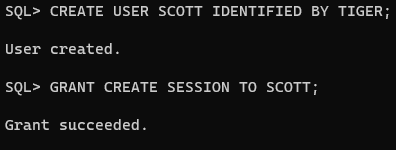 SQL> CREATE USER SCOTT IDENTIFIED BY TIGER;
User created.
SQL> GRANT CREATE SESSION TO SCOTT;
Grant succeeded.